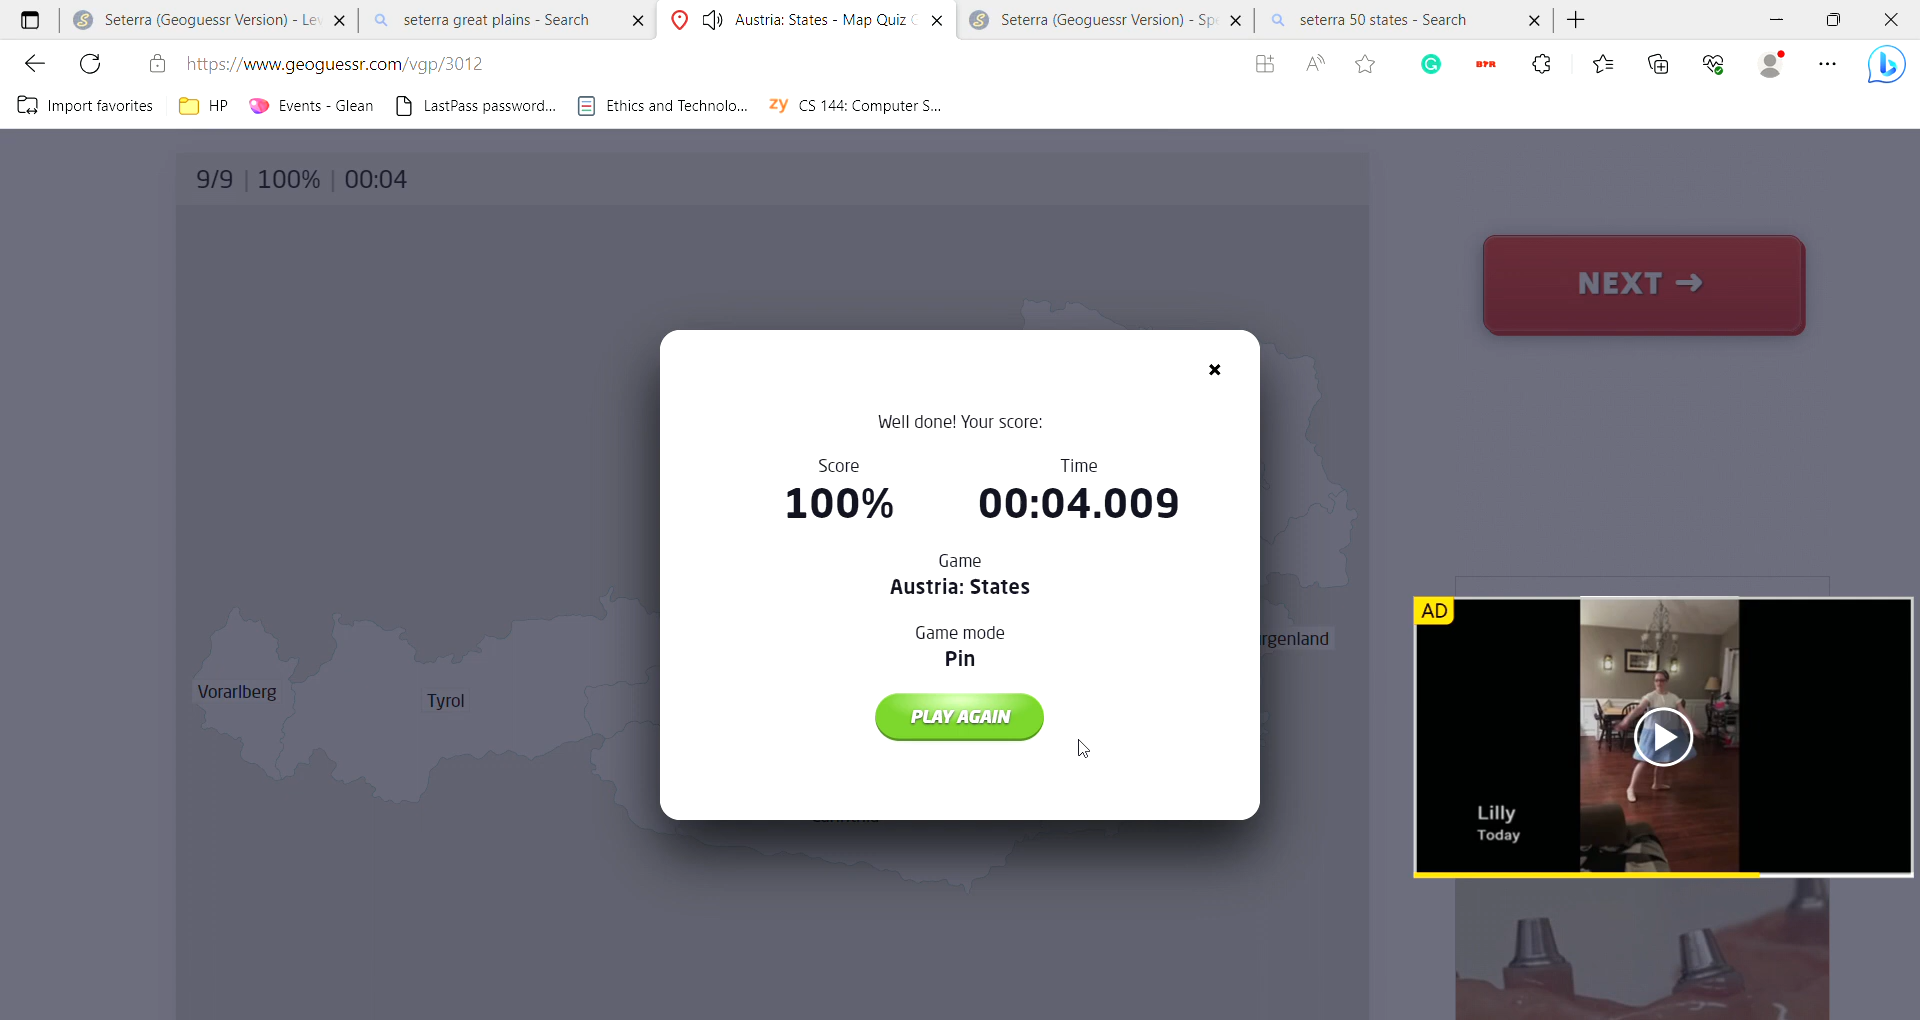 Seterra (Geoguessr Version) - Le
seterra great plains - Search
Austria: States - Map Quiz
Seterra (Geoguessr Version) - Sp
seterra 50 states - Search
https://www.geoguessr.com/vgp/3012
Import favorites
HP
Events - Glean
LastPass password...
Ethics and Technolo...
zy CS 144: Computer S...
9/9 | 100% | 00:04
NEXT →
Well done! Your score:
Score
Time
100%
00:04.009
Game
Austria: States
Game mode
Pin
PLAY AGAIN
Vorarlberg
Tyrol
rgenland
AD
Lilly
Today